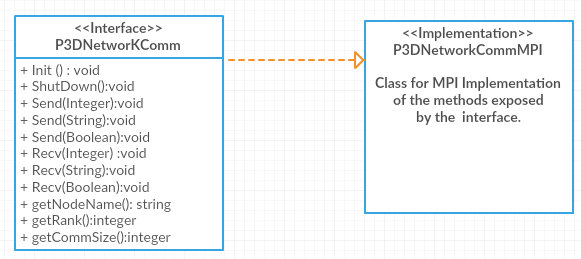 <<Interface>>
P3DNetworKComm
+ Init () : void
+ ShutDown():void
+ Send(Integer):void
+ Send(String):void
+ Send(Boolean):void
+ Recv(Integer) :void
+ Recv(String):void
+ Recv(Boolean):void
+ getNodeName(): string
+ getRank():integer
+ getCommSize():integer
<<Implementation>>
P3DNetworkCommMPI
Class for MPI Implementation
of the methods exposed
by the interface.